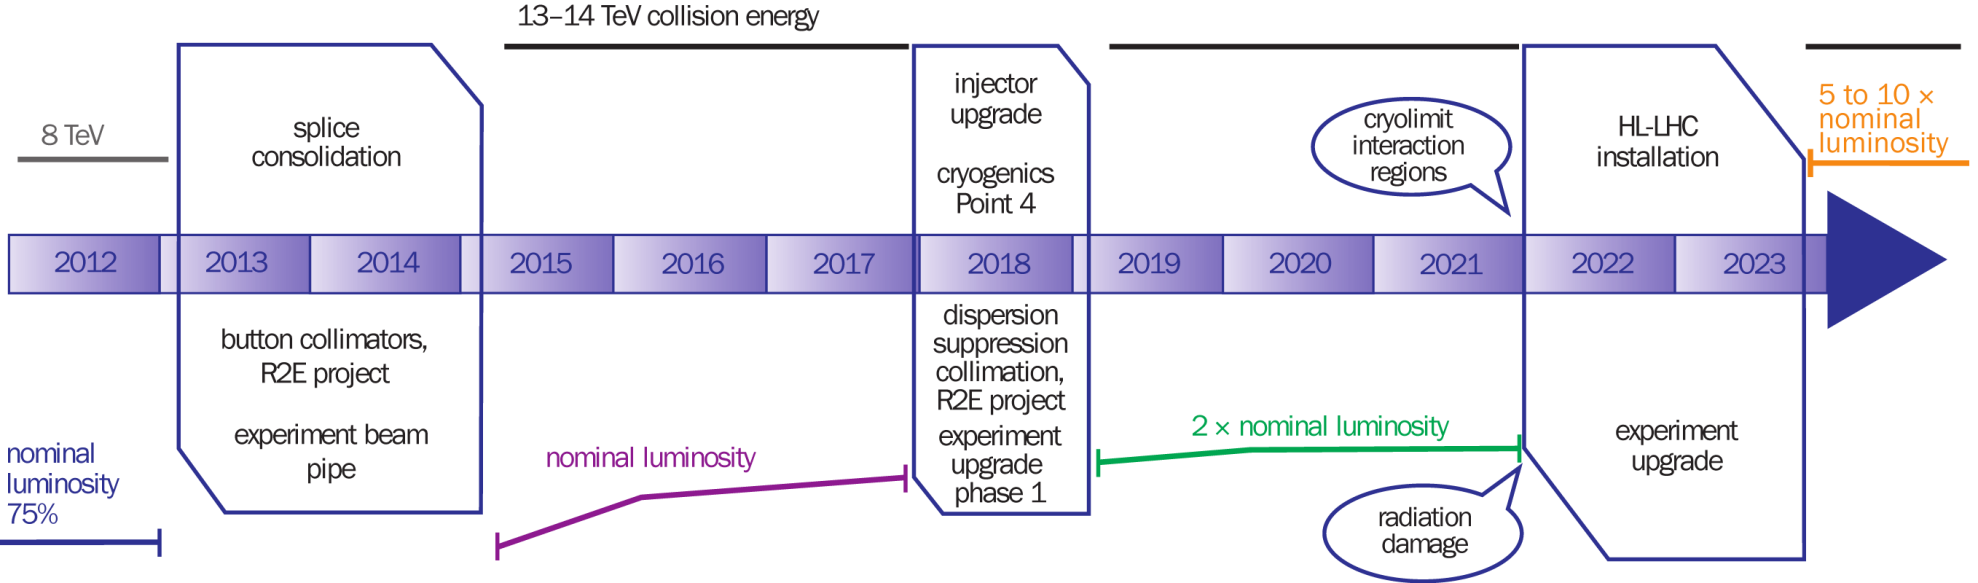 13–14 TeV collision energy
8 TeV
splice
consolidation
injector
upgrade
cryogenics
Point 4
cryolimit
interaction
regions
HL-LHC
installation
5 to 10 ×
nominal
luminosity
2012
2013
2014
2015
2016
2017
2018
2019
2020
2021
2022
2023
nominal
luminosity
75%
button collimators,
R2E project
experiment beam
pipe
nominal luminosity
dispersion
suppression
collimation,
R2E project
experiment
upgrade
phase 1
2 × nominal luminosity
radiation
damage
experiment
upgrade